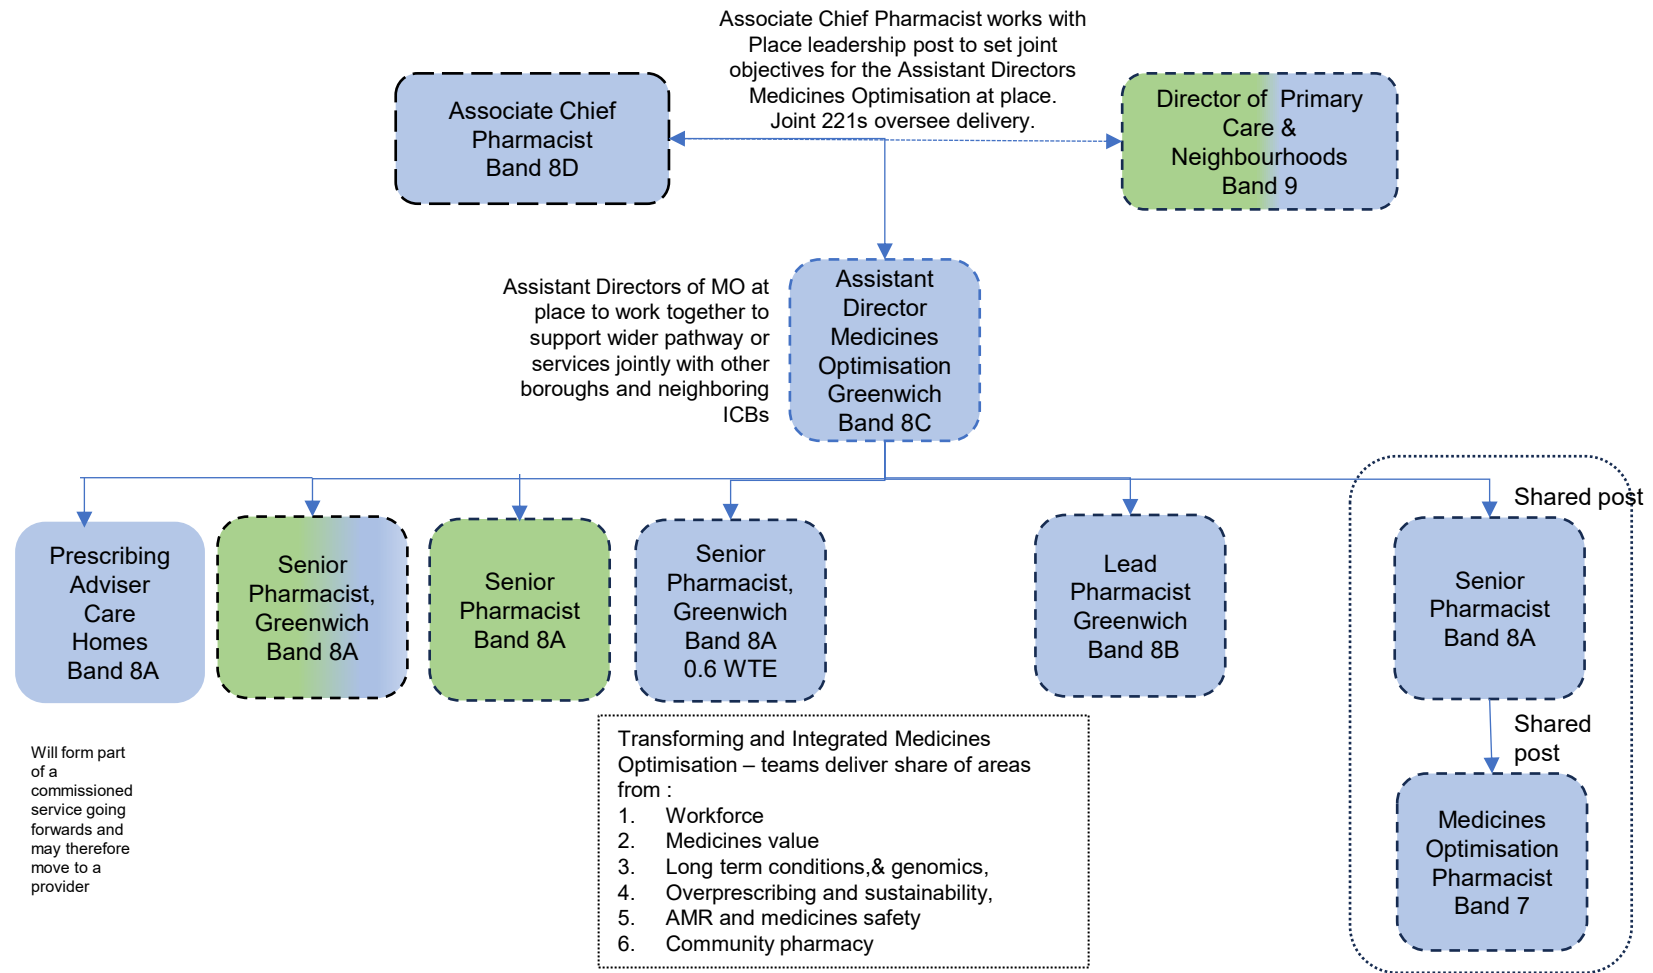 Associate Chief Pharmacist works with
Place leadership post to set joint
objectives for the Assistant Directors
Medicines Optimisation at place.
Joint 221s oversee delivery.
Associate Chief
Pharmacist
Band 8D
Director of Primary
Care &
Neighbourhoods
Band 9
Assistant Directors of MO at
place to work together to
support wider pathway or
services jointly with other
boroughs and neighboring
ICBs
Assistant
Director
Medicines
Optimisation
Greenwich
Band 8C
Prescribing
Adviser
Care
Homes
Band 8A
Senior
Pharmacist,
Greenwich
Band 8A
Senior
Pharmacist
Band 8A
Senior
Pharmacist,
Greenwich
Band 8A
0.6 WTE
Lead
Pharmacist
Greenwich
Band 8B
Shared post
Senior
Pharmacist
Band 8A
Shared
post
Medicines
Optimisation
Pharmacist
Band 7
Will form part
of a
commissioned
service going
forwards and
may therefore
move to a
provider
Transforming and Integrated Medicines
Optimisation – teams deliver share of areas
from :
1. Workforce
2. Medicines value
3. Long term conditions,& genomics,
4. Overprescribing and sustainability,
5. AMR and medicines safety
6. Community pharmacy